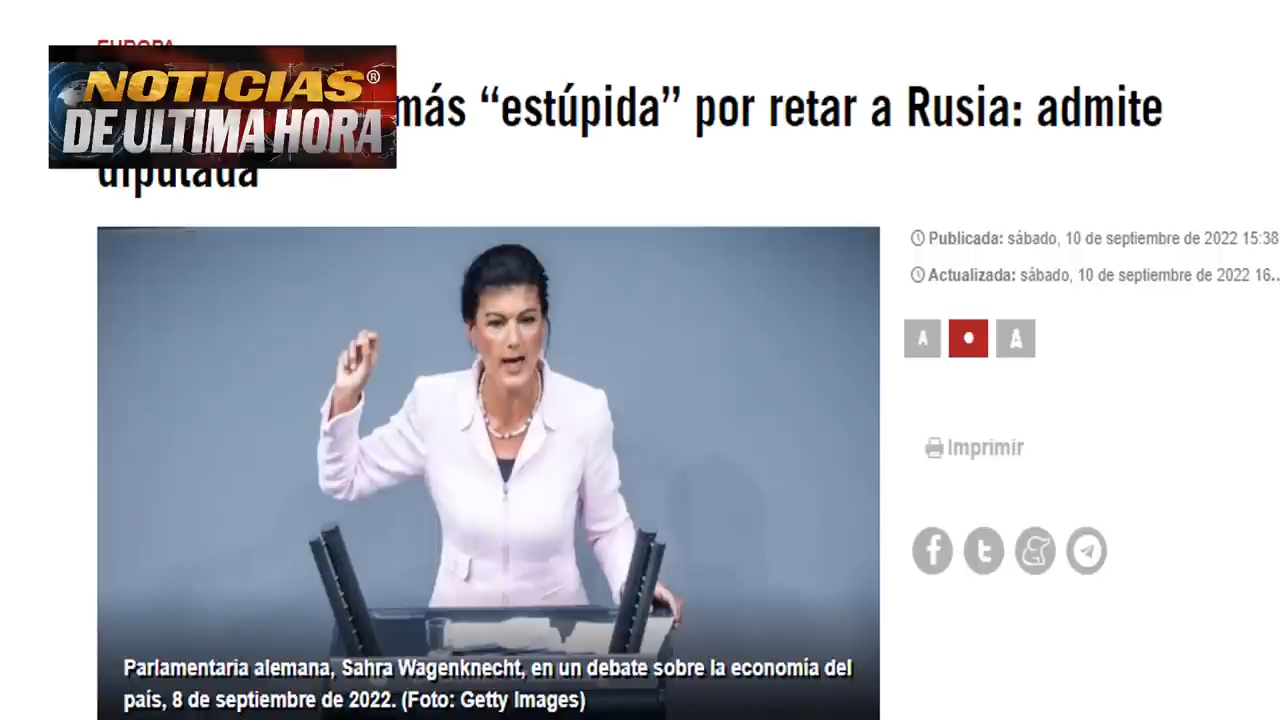 EUROPA
NOTICIAS®
DE ULTIMA HORA
más “estúpida” por retar a Rusia: admite
diputada
Publicada: sábado, 10 de septiembre de 2022 15:38
Actualizada: sábado, 10 de septiembre de 2022 16...
A A
Imprimir
Parlamentaria alemana, Sahra Wagenknecht, en un debate sobre la economía del
país, 8 de septiembre de 2022. (Foto: Getty Images)